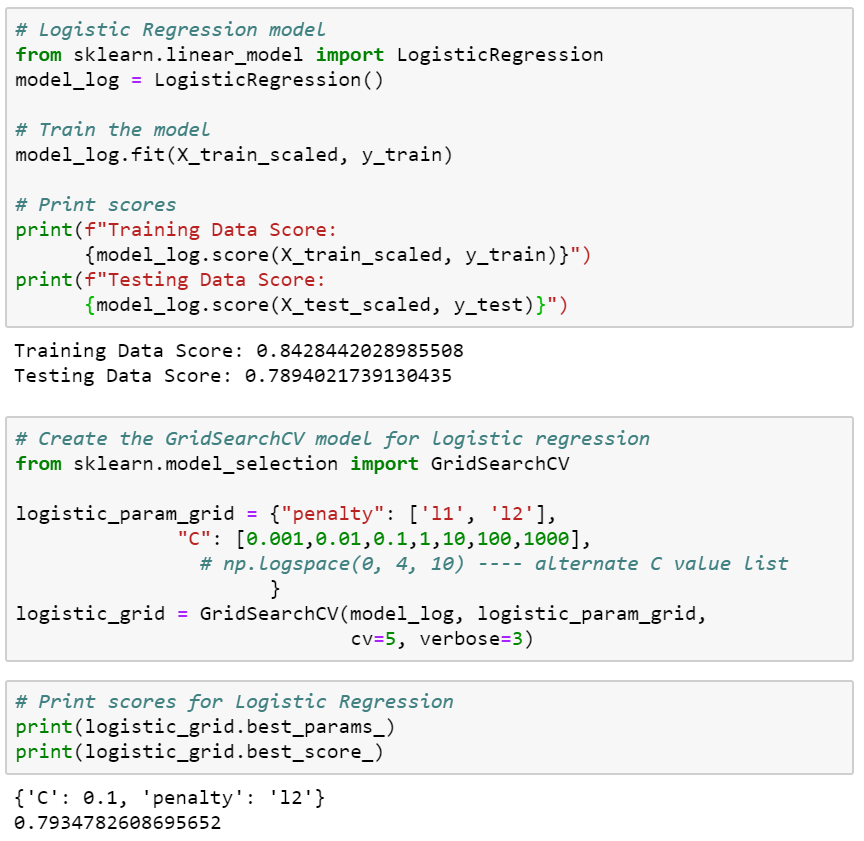 # Logistic Regression model
from sklearn.linear_model import LogisticRegression
model_log = LogisticRegression()
# Train the model
model_log.fit(X_train_scaled, y_train)
# Print scores
print(f"Training Data Score:
{model_log.score(X_train_scaled, y_train)}")
print(f"Testing Data Score:
{model_log.score(X_test_scaled, y_test)}")
Training Data Score: 0.8428442028985508
Testing Data Score: 0.7894021739130435
# Create the GridSearchCV model for logistic regression
from sklearn.model_selection import GridSearchCV
logistic_param_grid = {"penalty": ['l1', 'l2'],
"C": [0.001,0.01,0.1,1,10,100,1000],
# np.logspace(0, 4, 10) ---- alternate C value list
}
logistic_grid = GridSearchCV(model_log, logistic_param_grid,
cv=5, verbose=3)
# Print scores for Logistic Regression
print(logistic_grid.best_params_)
print(logistic_grid.best_score_)
{'C': 0.1, 'penalty': 'l2'}
0.7934782608695652